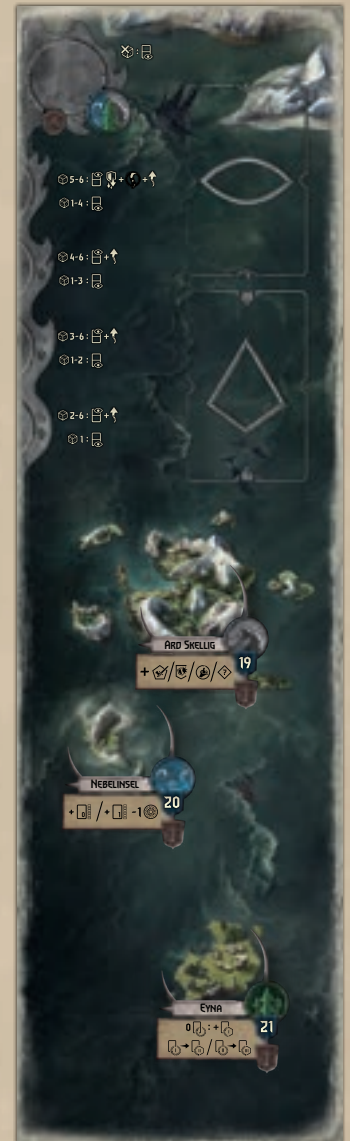 5-6: + +
1-4:
4-6: +
1-3:
3-6: +
1-2:
2-6: +
1:
ARD SKELLIG
19
+ / / /
NEBELINSEL
20
+ / + -1
EYNA
21
0 : +
/